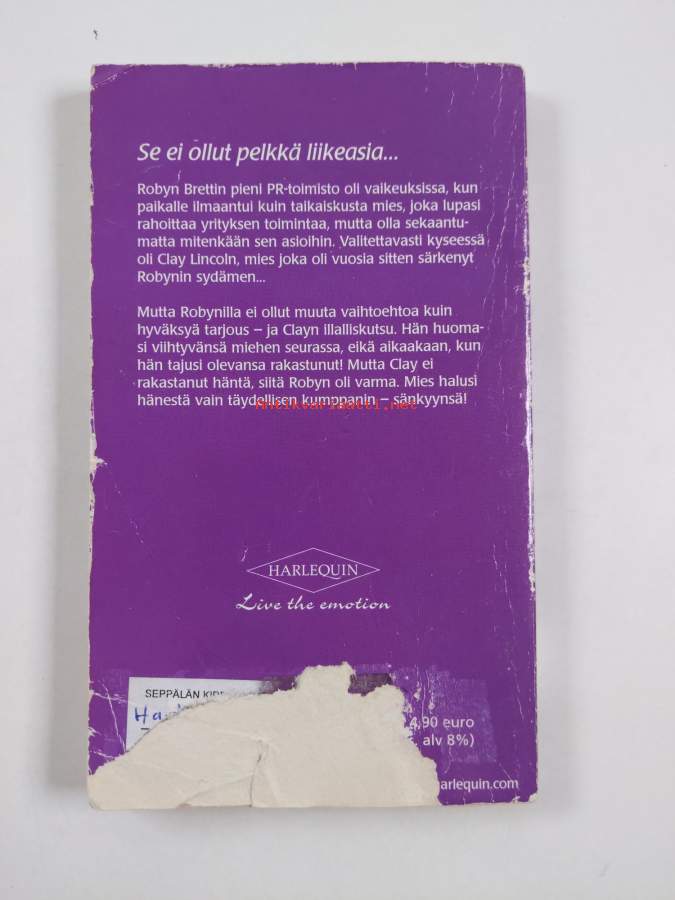 Se ei ollut pelkkä liikeasia...
Robyn Brettin pieni PR-toimisto oli vaikeuksissa, kun
paikalle ilmaantui kuin taikaiskusta mies, joka lupasi
rahoittaa yrityksen toimintaa, mutta olla sekaantu-
matta mitenkään sen asioihin. Valitettavasti kyseessä
oli Clay Lincoln, mies joka oli vuosia sitten särkenyt
Robynin sydämen...
Mutta Robynilla ei ollut muuta vaihtoehtoa kuin
hyväksyä tarjous – ja Clayn illalliskutsu. Hän huoma-
si viihtyvänsä miehen seurassa, eikä aikaakaan, kun
hän tajusi olevansa rakastunut! Mutta Clay ei
rakastanut häntä, siitä Robyn oli varma. Mies halusi
hänestä vain täydellisen kumppanin – sänkyynsä!
Antikvariaatti.net
HARLEQUIN
Live the emotion
SEPPÄLÄN
4,90 euro
alv 8%)
arlequin.com